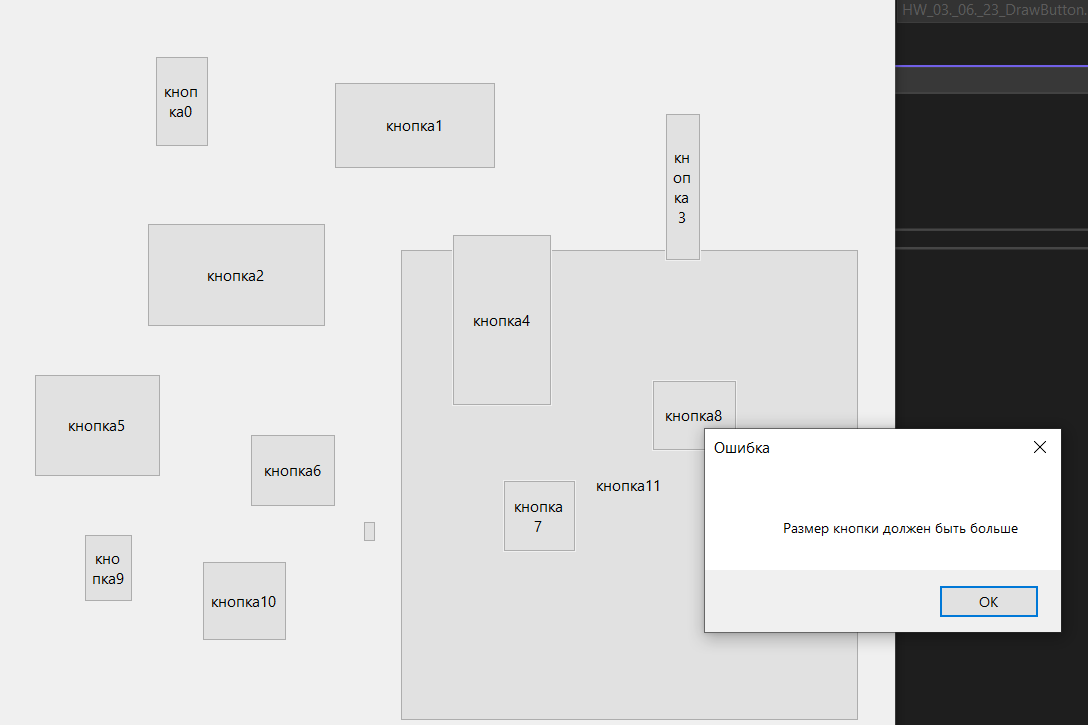 HW_03._06._23_DrawButton.
кноп
ка0
кнопка1
кн
оп
ка
3
кнопка2
кнопка4
кнопка5
кнопка8
Ошибка
кнопка6
кнопка11
кнопка
7
Размер кнопки должен быть больше
кно
пка9
кнопка10
ОК